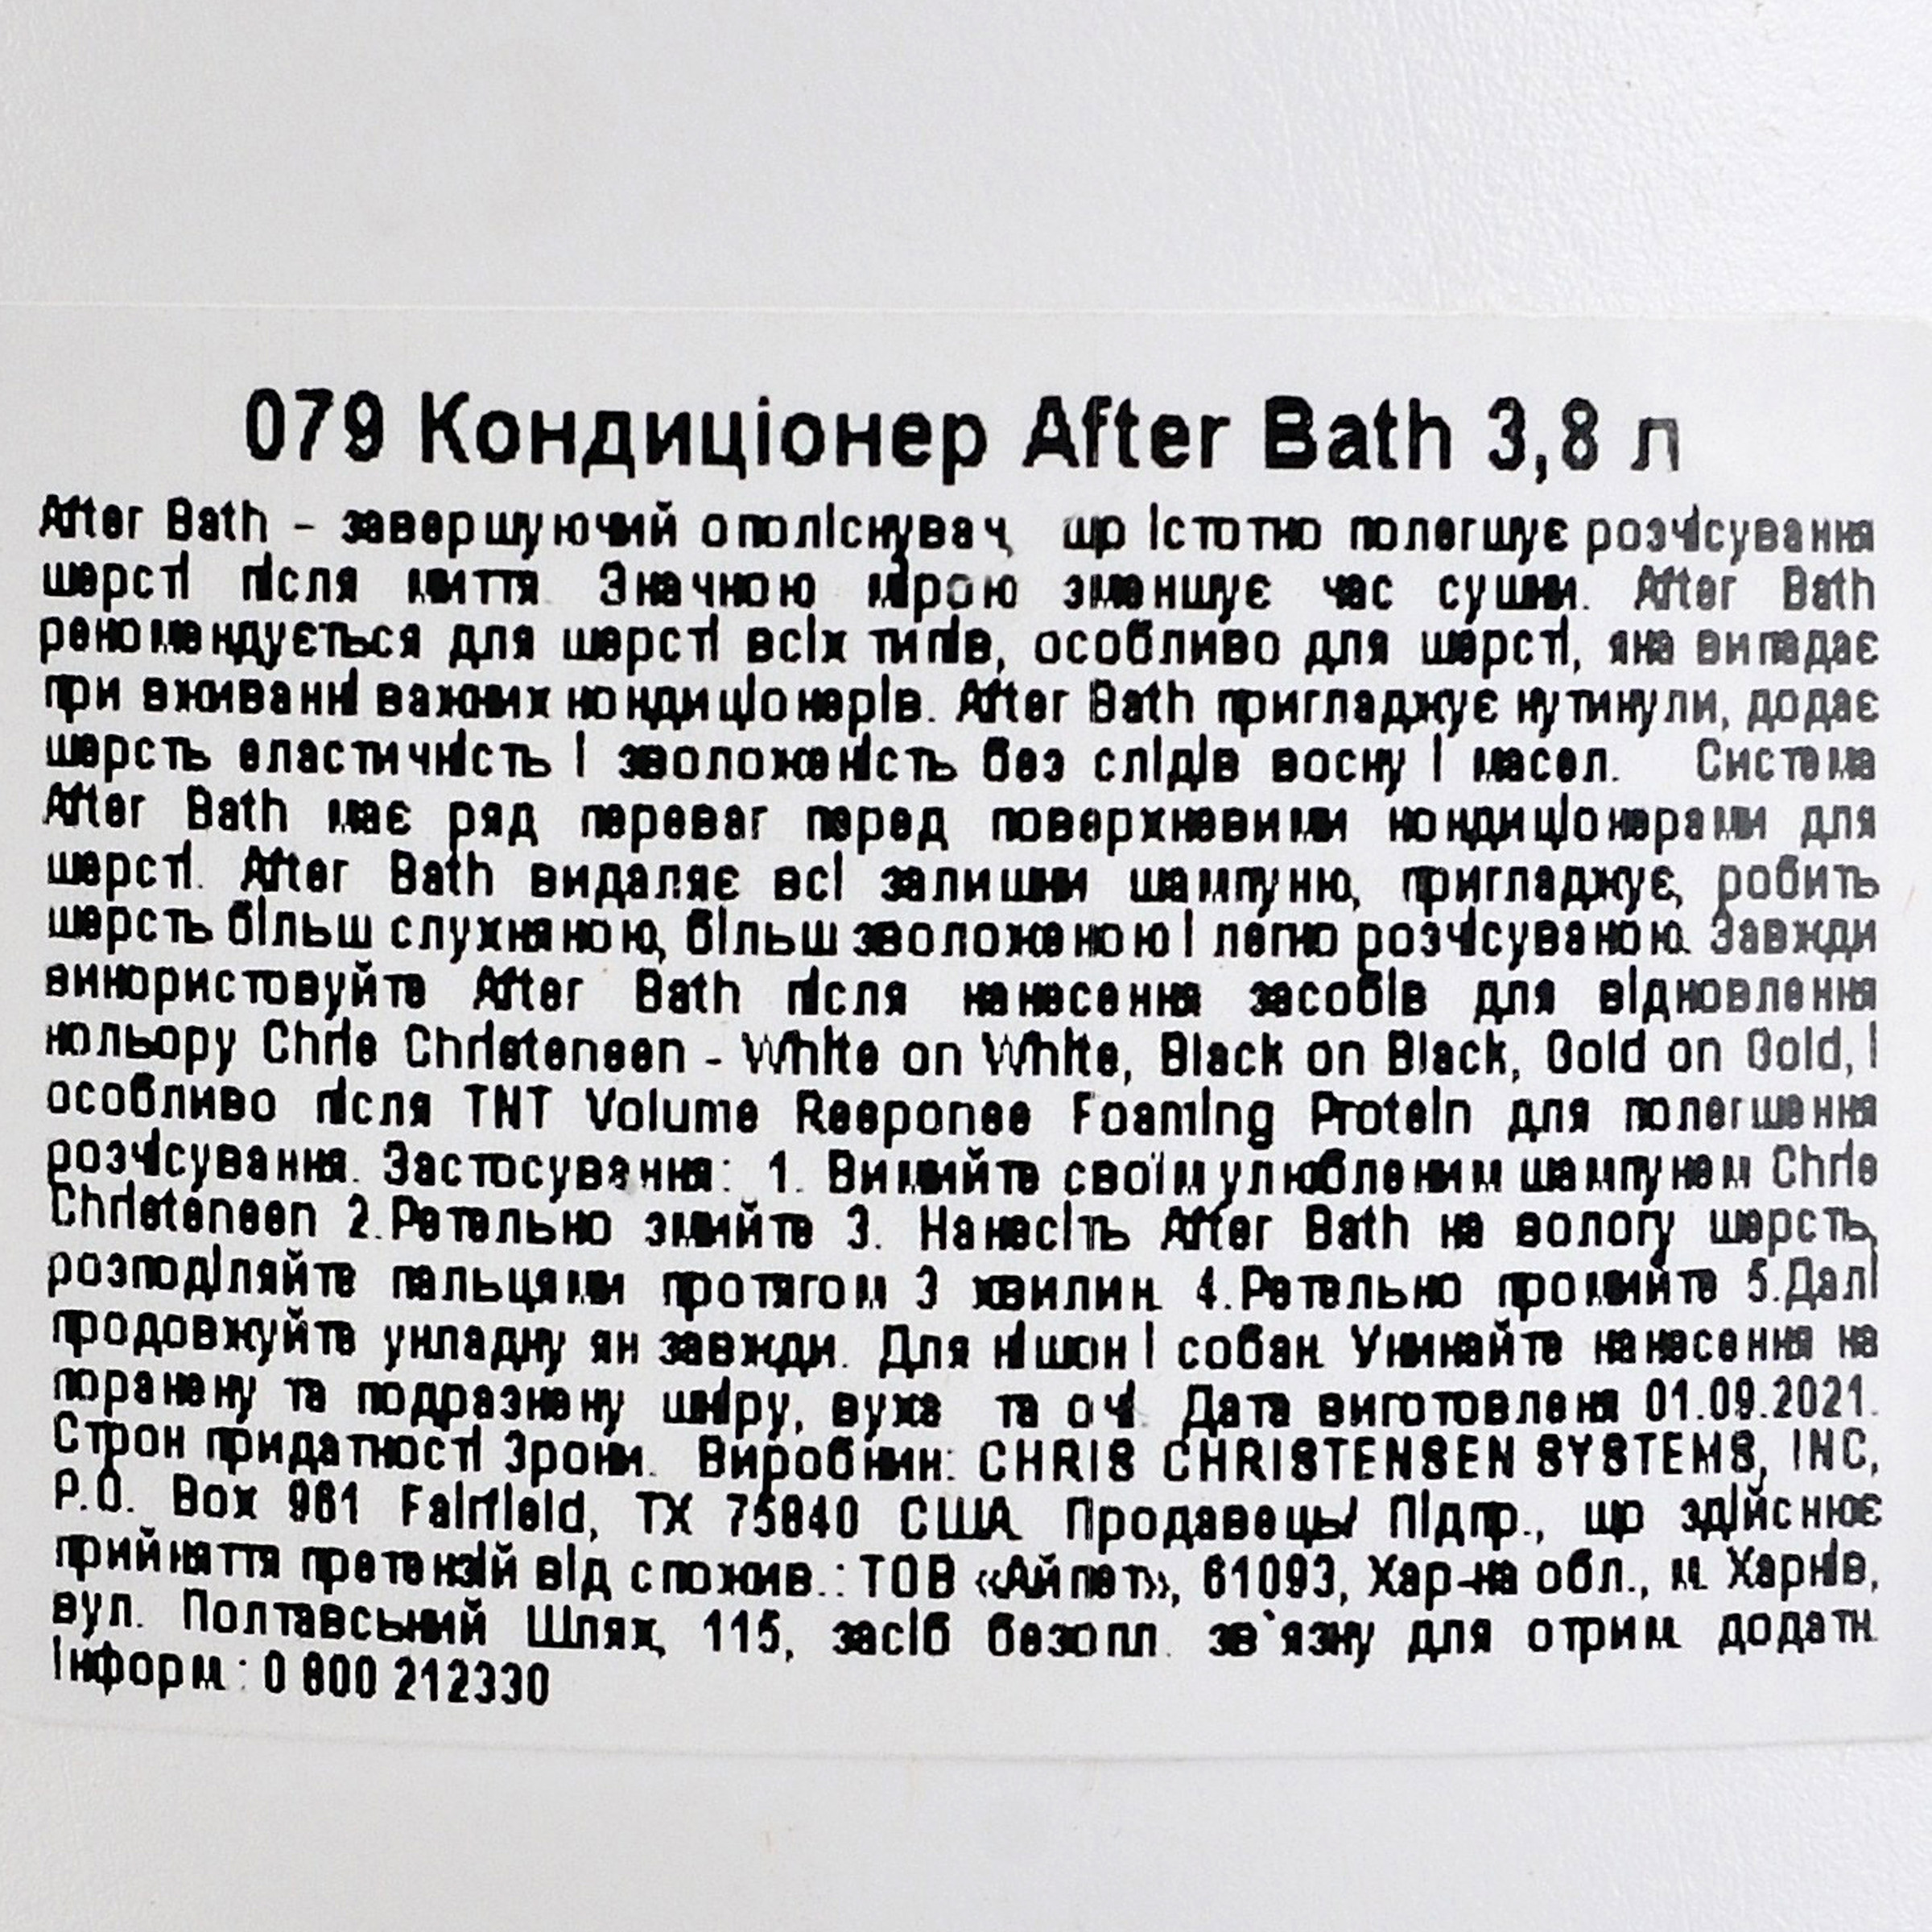 079 Кондиціонер After Bath 3,8 л
After Bath – завершуючий ополіскувач, що істотно полегшує розчісування
шерсті після миття. Значною мірою зменшує час сушки. After Bath
рекомендується для шерсті всіх типів, особливо для шерсті, яка випадає
при вживанні важких кондиціонерів. After Bath пригладжує кутикули, додає
шерсть еластичність і зволоженість без слідів воску і масел. Система
After Bath має ряд переваг перед поверхневими кондиціонерами для
шерсті. After Bath видаляє всі залишки шампуню, пригладжує, робить
шерсть більш слухняною, більш зволоженою і легко розчісуваною. Завжди
використовуйте After Bath після нанесення засобів для відновлення
кольору Chris Christensen - White on White, Black on Black, Gold on Gold, і
особливо після TNT Volume Response Foaming Protein для полегшення
розчісування. Застосування: 1. Вимийте своїм улюбленим шампунем Chris
Christensen 2.Ретельно змийте 3. Нанесіть After Bath на вологу шерсть,
розподіляйте пальцями протягом 3 хвилин. 4.Ретельно промийте 5.Далі
продовжуйте укладку як завжди. Для кішок і собак. Уникайте нанесення на
поранену та подразнену шкіру, вуха та очі. Дата виготовленя 01.09.2021.
Строк придатності 3роки. Виробник: CHRIS CHRISTENSEN SYSTEMS, INC,
P.O. Box 961 Fairfield, TX 75840 США. Продавець/ Підпр., що здійснює
прийняття претензій від спожив.: ТОВ «Айпет», 61093, Хар-ка обл., м. Харків,
вул. Полтавський Шлях, 115, засіб безопл. зв`язку для отрим. додатк.
Інформ.: 0 800 212330